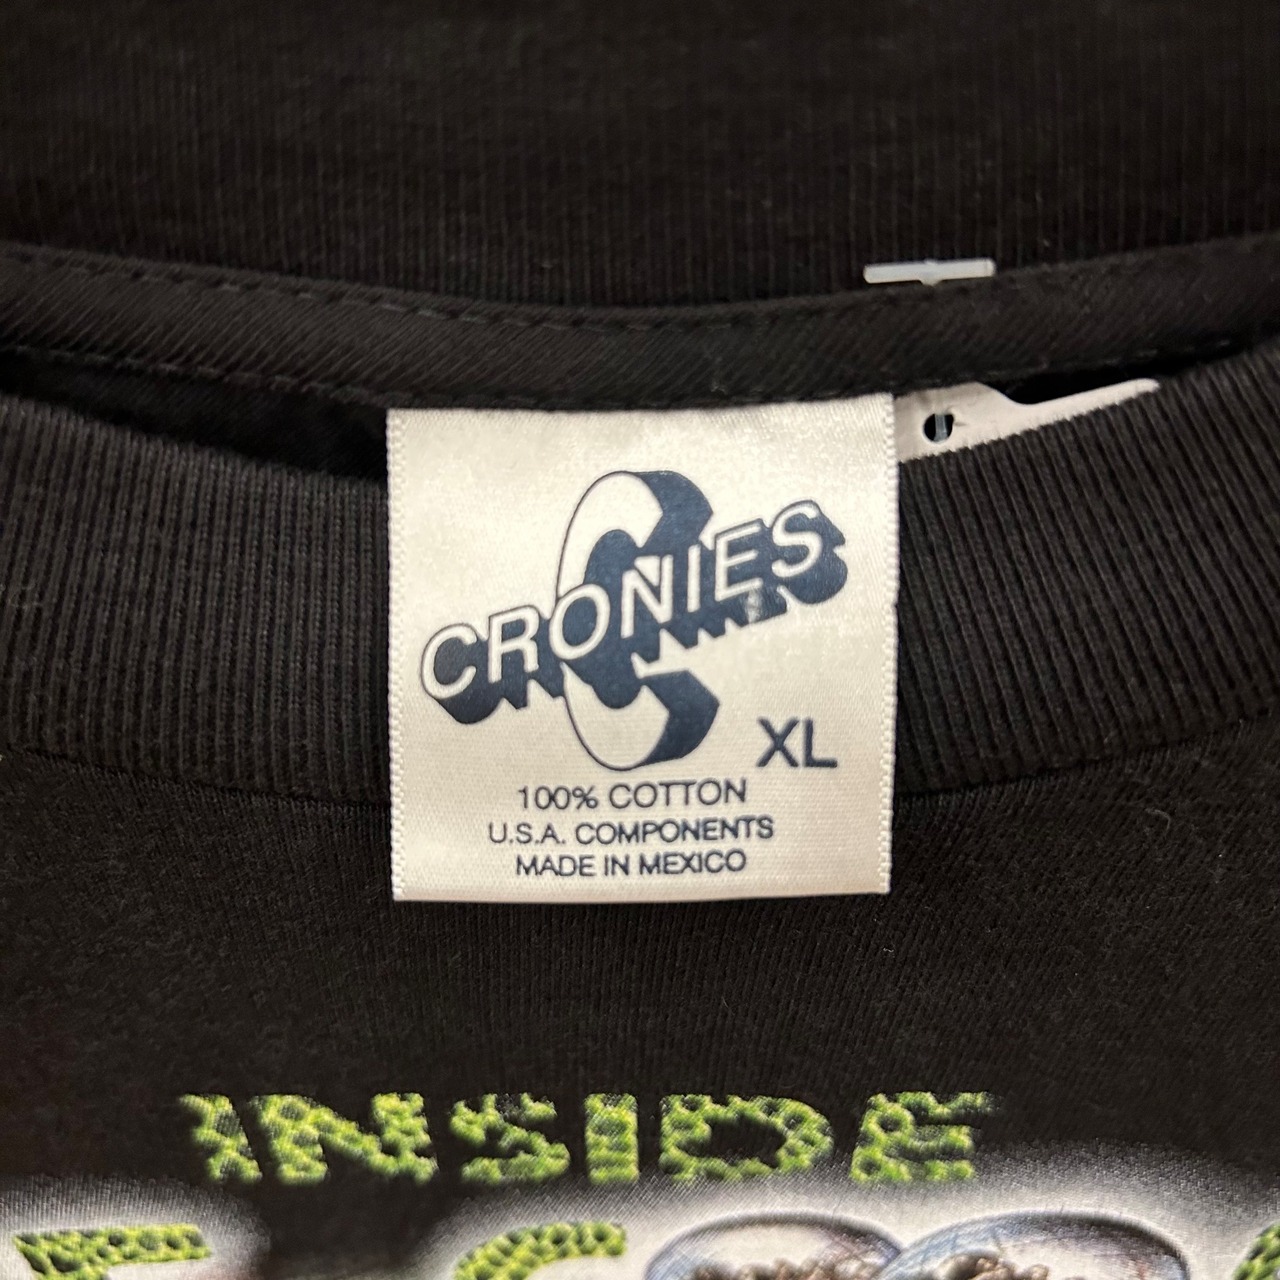 CRONIES
XL
100% COTTON
U.S.A. COMPONENTS
MADE IN MEXICO
INSIDE